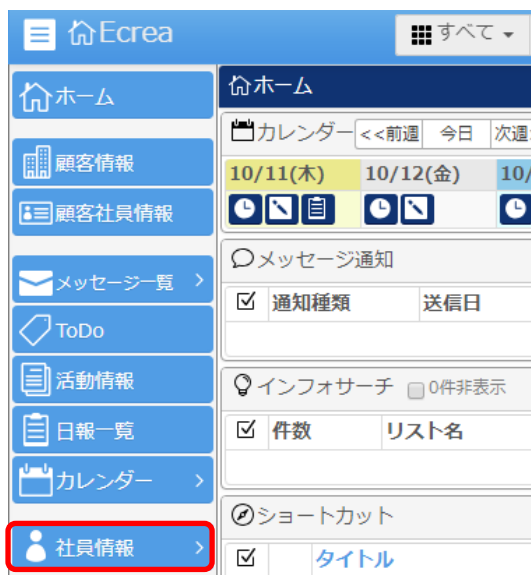 Ecrea
すべて
ホーム
顧客情報
顧客社員情報
メッセージ一覧
ToDo
活動情報
日報一覧
カレンダー
社員情報
ホーム
カレンダー <<前週 今日 次週
10/11(木) 10/12(金) 10/
メッセージ通知
通知種類 送信日
インフォサーチ 0件非表示
件数 リスト名
ショートカット
タイトル